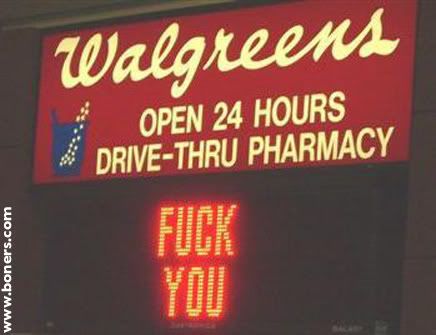 Walgreens
OPEN 24 HOURS
DRIVE-THRU PHARMACY
FUCK
YOU
www.boners.com